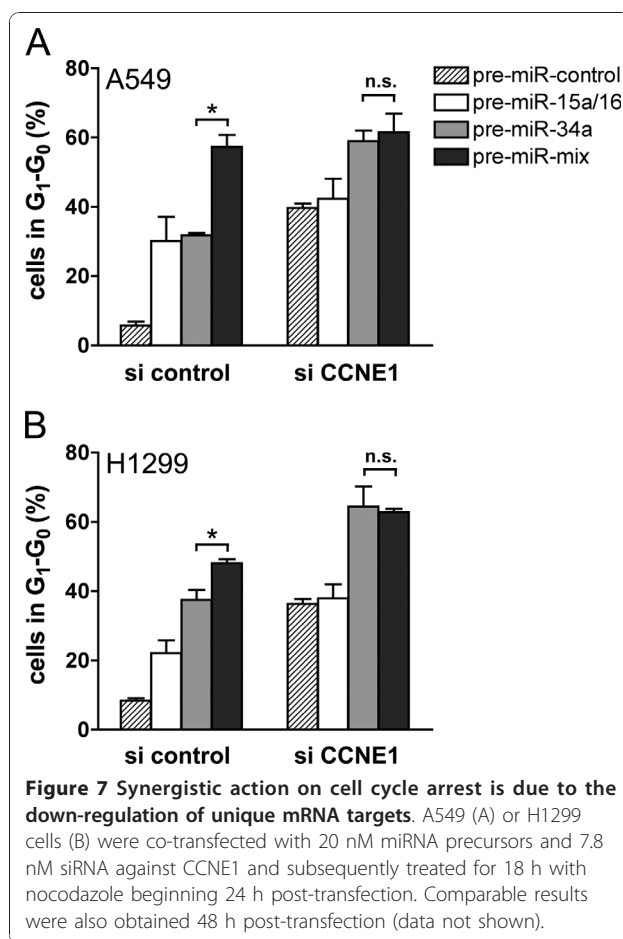 A
A549
80
60
40
20
0
cells in G₁-G₀ (%)
*
n.s.
pre-miR-control
pre-miR-15a/16
pre-miR-34a
pre-miR-mix
si control
si CCNE1
B
H1299
80
60
40
20
0
cells in G₁-G₀ (%)
*
n.s.
si control
si CCNE1
Figure 7 Synergistic action on cell cycle arrest is due to the
down-regulation of unique mRNA targets. A549 (A) or H1299
cells (B) were co-transfected with 20 nM miRNA precursors and 7.8
nM siRNA against CCNE1 and subsequently treated for 18 h with
nocodazole beginning 24 h post-transfection. Comparable results
were also obtained 48 h post-transfection (data not shown).